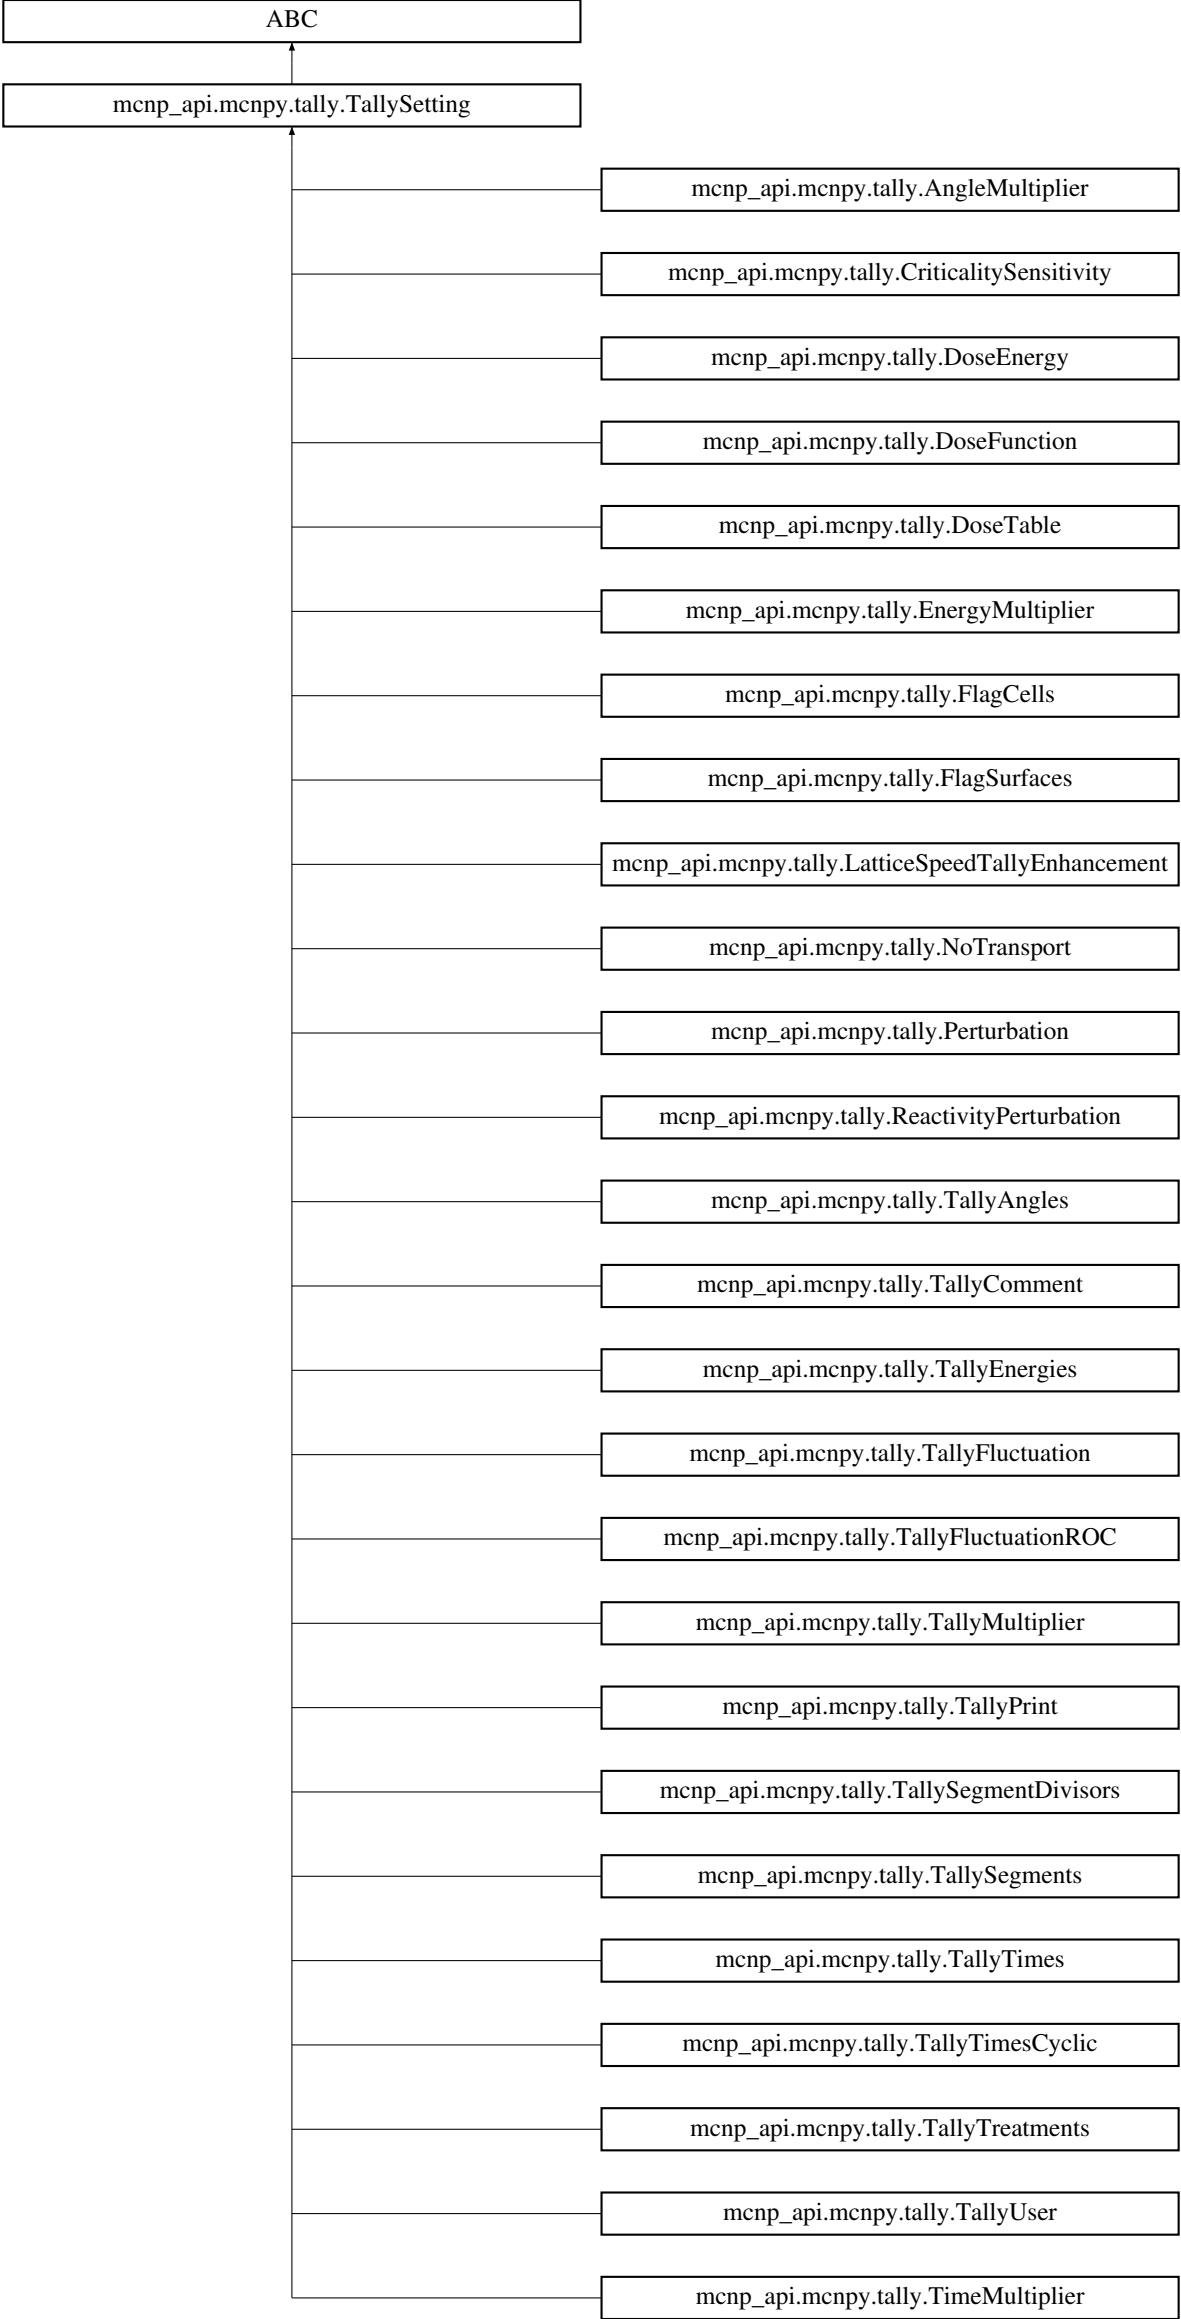 ABC
mcnp_api.mcnpy.tally.TallySetting
mcnp_api.mcnpy.tally.AngleMultiplier
mcnp_api.mcnpy.tally.CriticalitySensitivity
mcnp_api.mcnpy.tally.DoseEnergy
mcnp_api.mcnpy.tally.DoseFunction
mcnp_api.mcnpy.tally.DoseTable
mcnp_api.mcnpy.tally.EnergyMultiplier
mcnp_api.mcnpy.tally.FlagCells
mcnp_api.mcnpy.tally.FlagSurfaces
mcnp_api.mcnpy.tally.LatticeSpeedTallyEnhancement
mcnp_api.mcnpy.tally.NoTransport
mcnp_api.mcnpy.tally.Perturbation
mcnp_api.mcnpy.tally.ReactivityPerturbation
mcnp_api.mcnpy.tally.TallyAngles
mcnp_api.mcnpy.tally.TallyComment
mcnp_api.mcnpy.tally.TallyEnergies
mcnp_api.mcnpy.tally.TallyFluctuation
mcnp_api.mcnpy.tally.TallyFluctuationROC
mcnp_api.mcnpy.tally.TallyMultiplier
mcnp_api.mcnpy.tally.TallyPrint
mcnp_api.mcnpy.tally.TallySegmentDivisors
mcnp_api.mcnpy.tally.TallySegments
mcnp_api.mcnpy.tally.TallyTimes
mcnp_api.mcnpy.tally.TallyTimesCyclic
mcnp_api.mcnpy.tally.TallyTreatments
mcnp_api.mcnpy.tally.TallyUser
mcnp_api.mcnpy.tally.TimeMultiplier